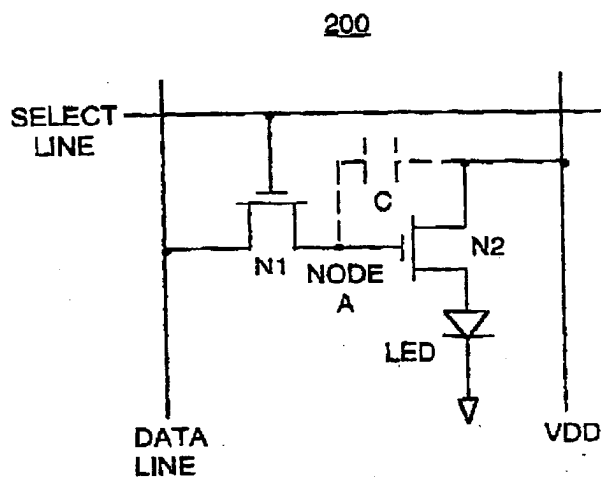 200
SELECT
LINE
C
N1
NODE
A
N2
LED
DATA
LINE
VDD